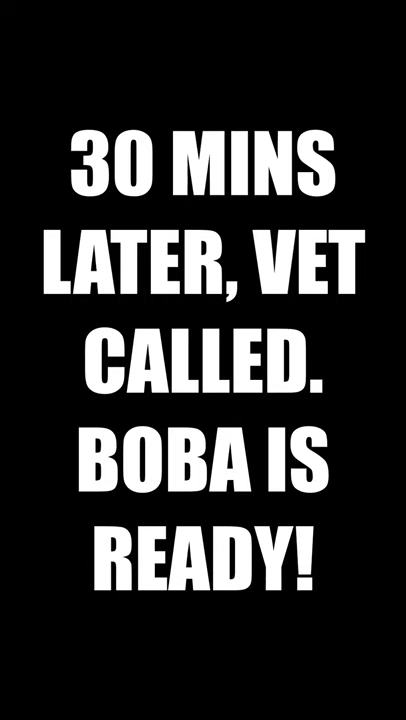 30 MINS
LATER, VET
CALLED.
BOBA IS
READY!